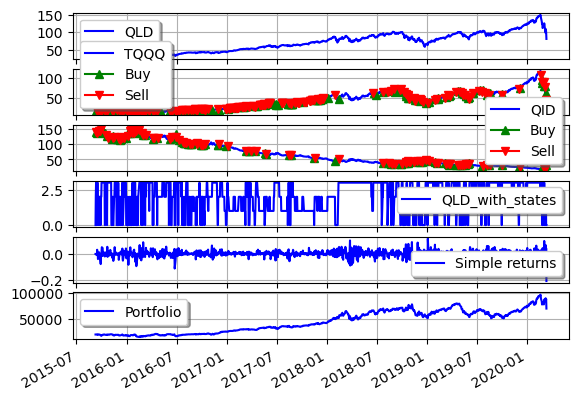 150
100
50
QLD
TQQQ
Buy
Sell
100
50
QID
Buy
Sell
150
100
50
2.5
0.0
QLD_with_states
0.0
−0.2
Simple returns
100000
50000
Portfolio
2015-07
2016-01
2016-07
2017-01
2017-07
2018-01
2018-07
2019-01
2019-07
2020-01